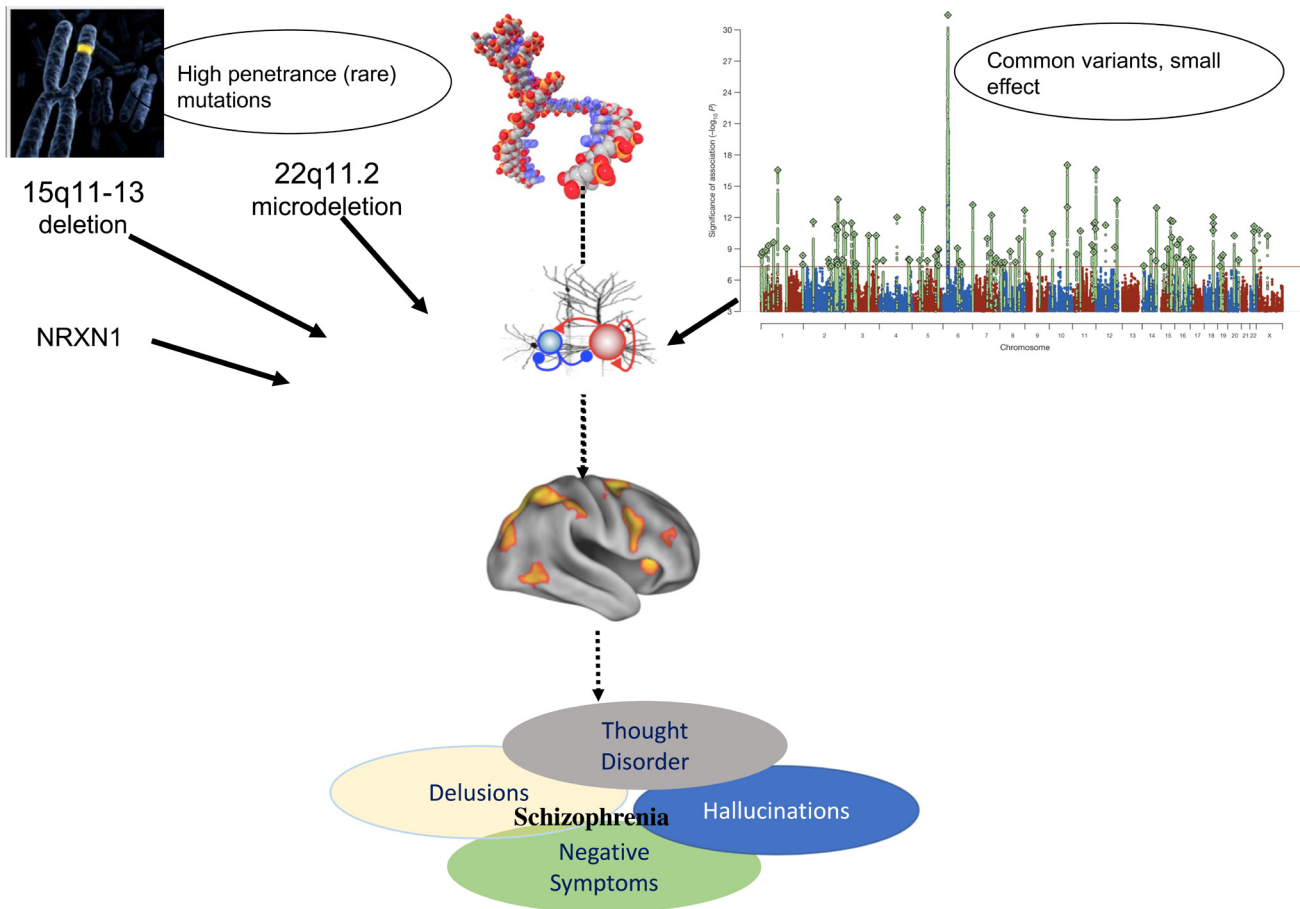 High penetrance (rare)
mutations
15q11-13
deletion
22q11.2
microdeletion
NRXN1
Common variants, small
effect
Significance of association (–log10 P)
30
27
24
21
18
15
12
9
6
3
1 2 3 4 5 6 7 8 9 10 11 12 13 14 15 16 17 18 19 20 21 22 X
Chromosome
Thought
Disorder
Delusions
Hallucinations
Schizophrenia
Negative
Symptoms